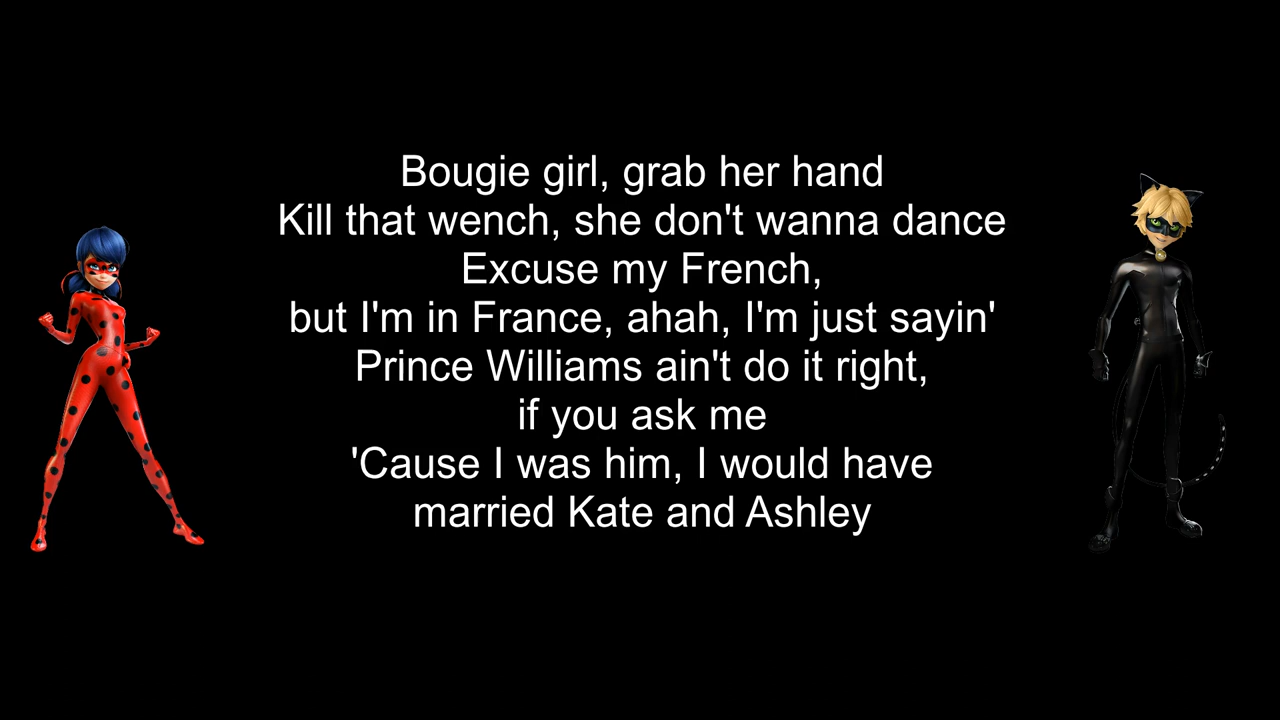 Bougie girl, grab her hand
Kill that wench, she don't wanna dance
Excuse my French,
but I'm in France, ahah, I'm just sayin'
Prince Williams ain't do it right,
if you ask me
'Cause I was him, I would have
married Kate and Ashley